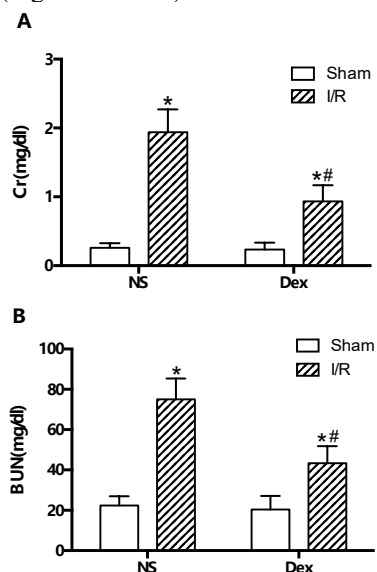 A
3
Sham
I/R
*
2
Cr(mg/dl)
*#
1
0
NS Dex
B
100
Sham
I/R
80
*
60
BUN(mg/dl)
*#
40
20
0
NS Dex